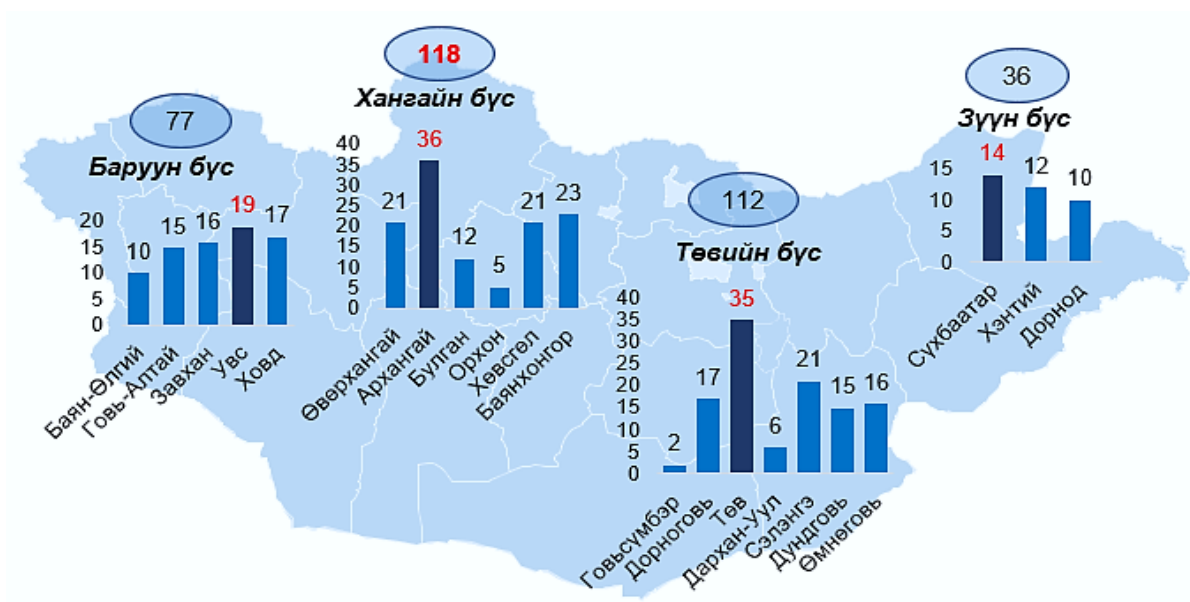 77
Баруун бүс
20
15
10
5
0
10
15
16
19
17
Баян-Өлгий
Говь-Алтай
Завхан
Увс
Ховд
118
Хангайн бүс
40
35
30
25
20
15
10
5
0
21
36
12
5
21
23
Өвөрхангай
Архангай
Булган
Орхон
Хөвсгөл
Баянхонгор
112
Төвийн бүс
40
35
30
25
20
15
10
5
0
2
17
35
6
21
15
16
Говьсүмбэр
Дорноговь
Төв
Дархан-Уул
Сэлэнгэ
Дундговь
Өмнөговь
36
Зүүн бүс
15
10
5
0
14
12
10
Сүхбаатар
Хэнтий
Дорнод